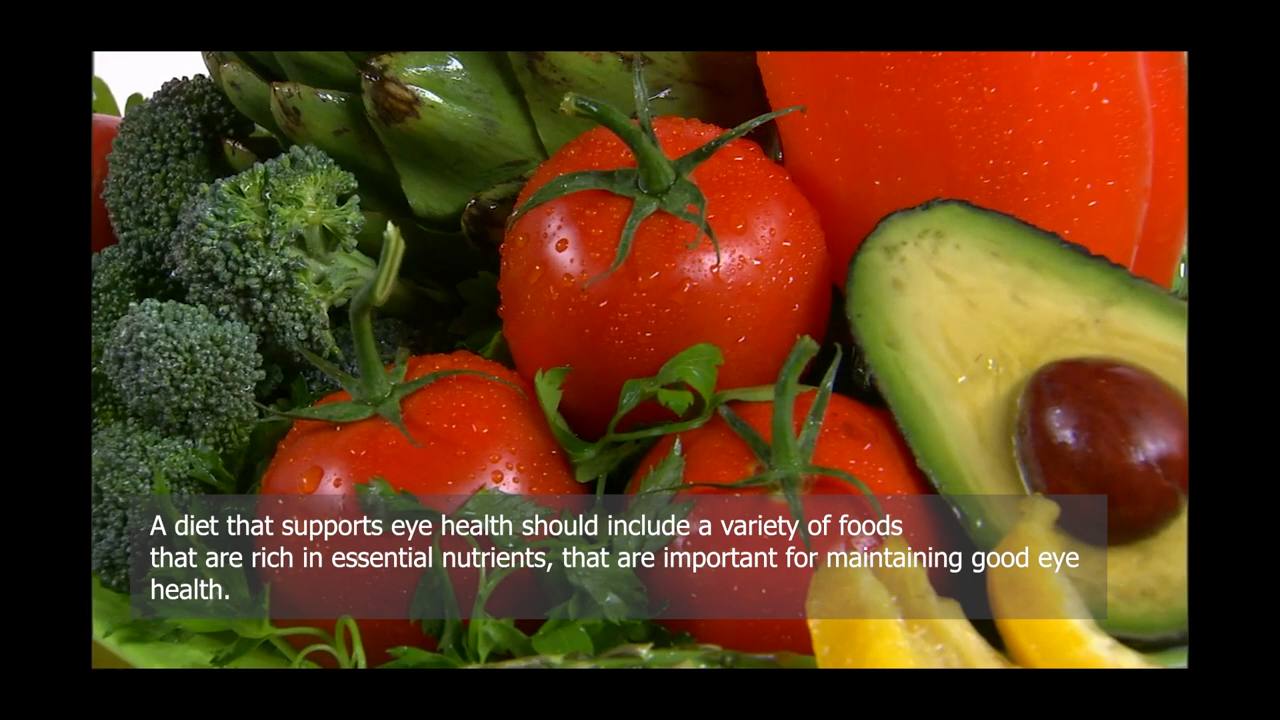 A diet that supports eye health should include a variety of foods
that are rich in essential nutrients, that are important for maintaining good eye
health.